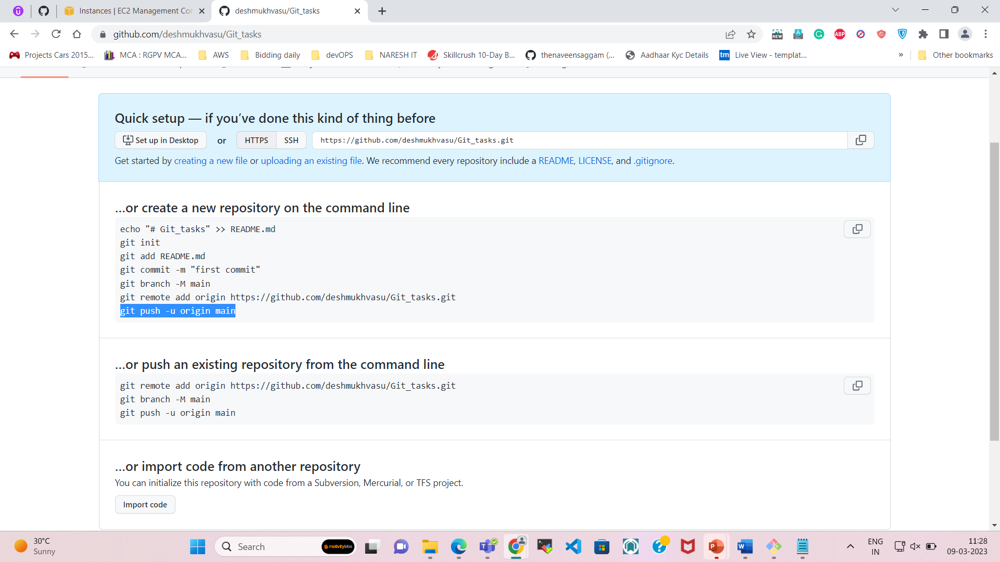 Instances | EC2 Management Con
deshmukhvasu/Git_tasks
github.com/deshmukhvasu/Git_tasks
NEW
ABP
Projects Cars 2015...
MCA : RGPV MCA...
AWS
Bidding daily
devOPS
NARESH IT
Skillcrush 10-Day B...
thenaveensaggam (...
Aadhaar Kyc Details
tm
Live View - templat...
»
Other bookmarks
Quick setup — if you’ve done this kind of thing before
Set up in Desktop or HTTPS SSH https://github.com/deshmukhvasu/Git_tasks.git
Get started by creating a new file or uploading an existing file. We recommend every repository include a README, LICENSE, and .gitignore.
…or create a new repository on the command line
echo "# Git_tasks" >> README.md
git init
git add README.md
git commit -m "first commit"
git branch -M main
git remote add origin https://github.com/deshmukhvasu/Git_tasks.git
git push -u origin main
…or push an existing repository from the command line
git remote add origin https://github.com/deshmukhvasu/Git_tasks.git
git branch -M main
git push -u origin main
…or import code from another repository
You can initialize this repository with code from a Subversion, Mercurial, or TFS project.
Import code
30°C
Sunny
Search
motivitylabs
ENG
IN
11:28
09-03-2023